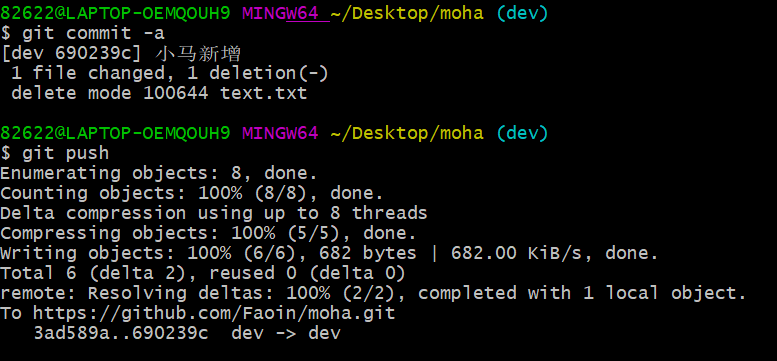 82622@LAPTOP-OEMQOUH9 MINGW64 ~/Desktop/moha (dev)
$ git commit -a
[dev 690239c] 小马新增
 1 file changed, 1 deletion(-)
 delete mode 100644 text.txt
82622@LAPTOP-OEMQOUH9 MINGW64 ~/Desktop/moha (dev)
$ git push
Enumerating objects: 8, done.
Counting objects: 100% (8/8), done.
Delta compression using up to 8 threads
Compressing objects: 100% (5/5), done.
Writing objects: 100% (6/6), 682 bytes | 682.00 KiB/s, done.
Total 6 (delta 2), reused 0 (delta 0)
remote: Resolving deltas: 100% (2/2), completed with 1 local object.
To https://github.com/Faoin/moha.git
   3ad589a..690239c  dev -> dev